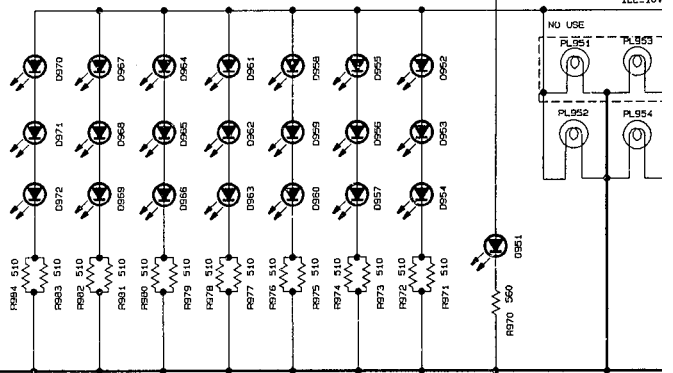 NO USE
PL951 PL953
D970 D967 D964 D961 D958 D955 D952
PL952 PL954
D971 D968 D965 D962 D959 D956 D953
D972 D969 D966 D963 D960 D957 D954
D951
510 510 510 510 510 510 510 510 510 510 510 510 510 510
R984 R983 R982 R981 R980 R979 R978 R977 R976 R975 R974 R973 R972 R971
560
R970